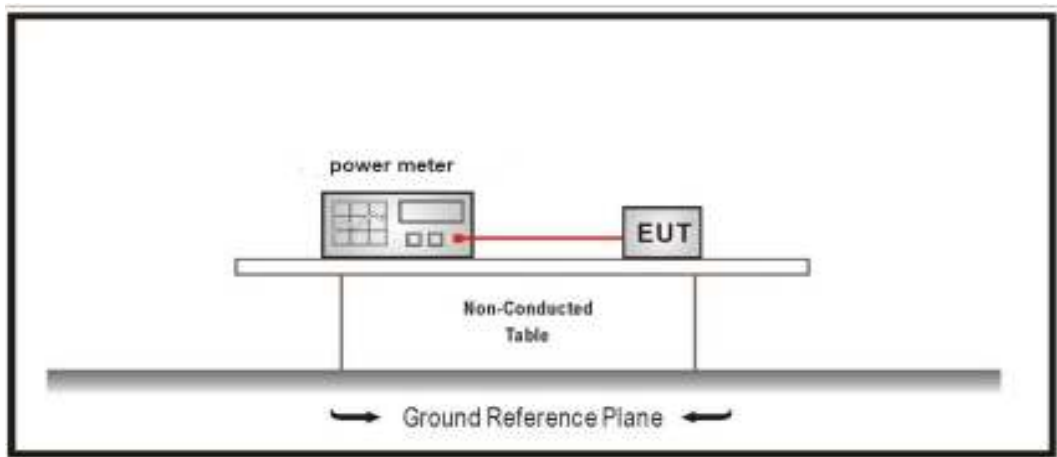 power meter
EUT
Non-Conducted
Table
Ground Reference Plane